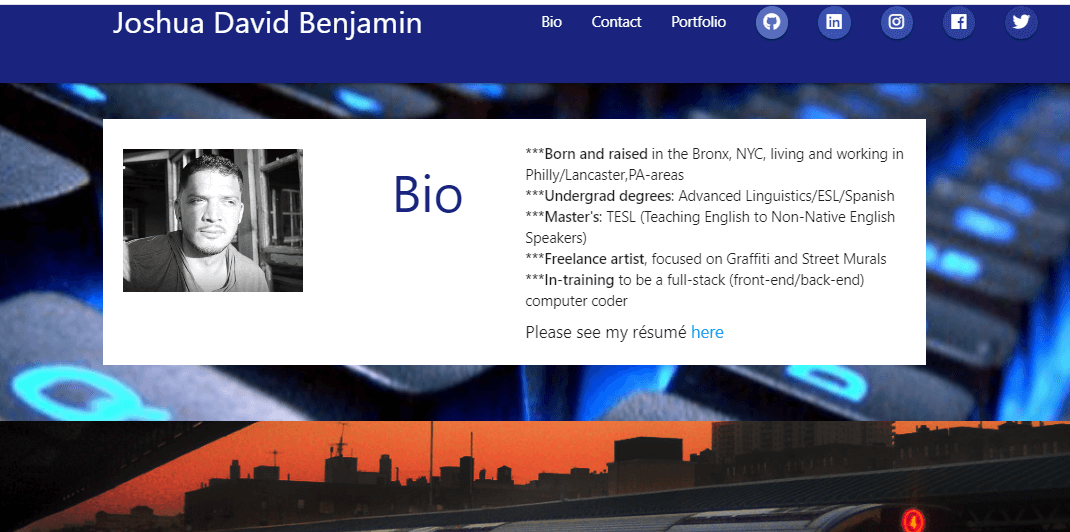 Joshua David Benjamin
Bio Contact Portfolio
Bio
***Born and raised in the Bronx, NYC, living and working in
Philly/Lancaster,PA-areas
***Undergrad degrees: Advanced Linguistics/ESL/Spanish
***Master's: TESL (Teaching English to Non-Native English
Speakers)
***Freelance artist, focused on Graffiti and Street Murals
***In-training to be a full-stack (front-end/back-end)
computer coder
Please see my résumé here
Q
4